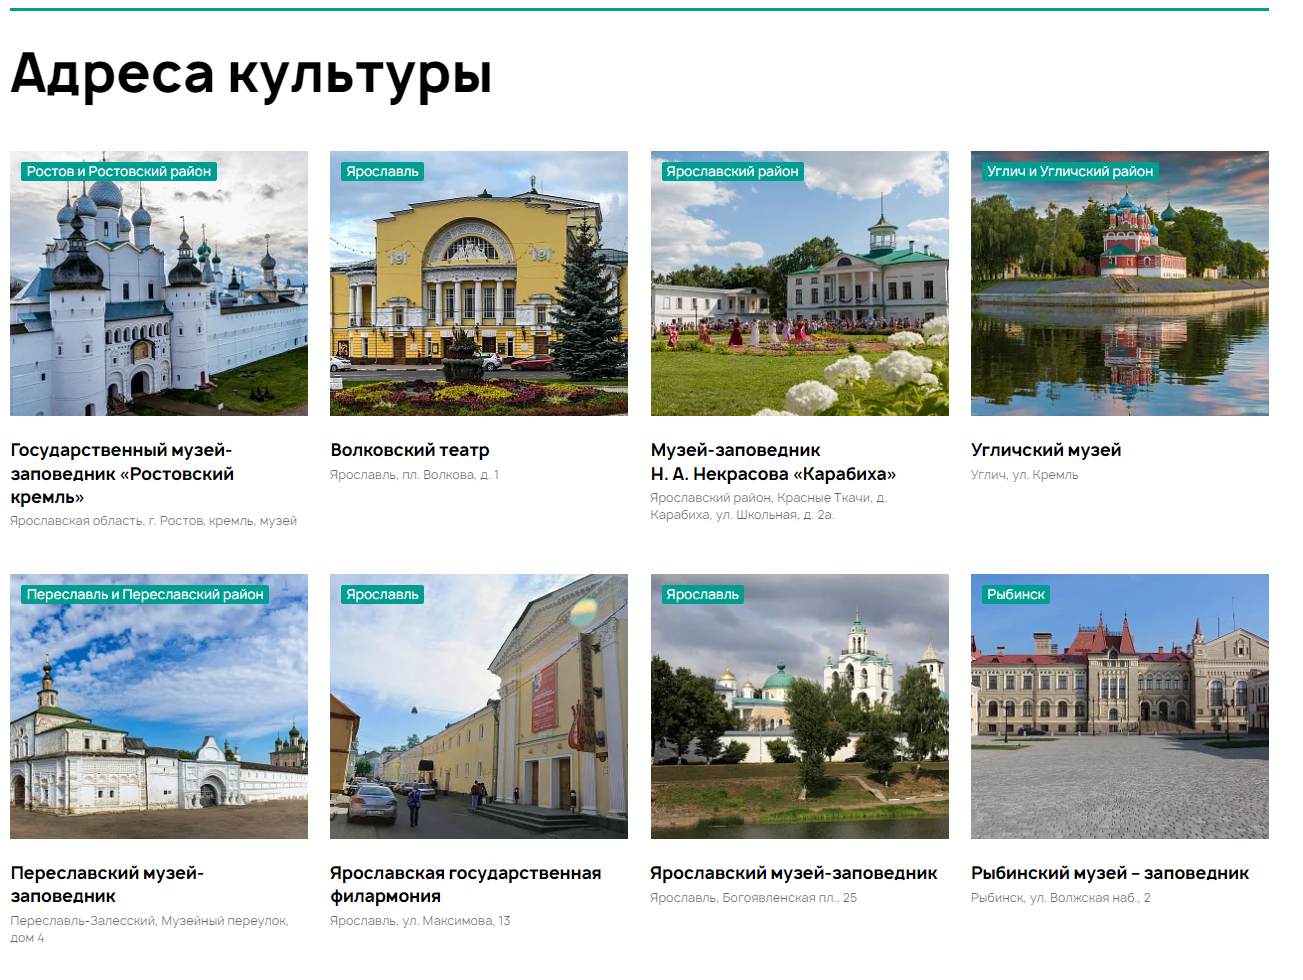 Адреса культуры
Ростов и Ростовский район
Ярославль
Ярославский район
Углич и Угличский район
Государственный музей-
заповедник «Ростовский
кремль»
Ярославская область, г. Ростов, кремль, музей
Волковский театр
Ярославль, пл. Волкова, д. 1
Музей-заповедник
Н. А. Некрасова «Карабиха»
Ярославский район, Красные Ткачи, д.
Карабиха, ул. Школьная, д. 2а.
Угличский музей
Углич, ул. Кремль
Переславль и Переславский район
Ярославль
Ярославль
Рыбинск
Переславский музей-
заповедник
Переславль-Залесский, Музейный переулок,
дом 4
Ярославская государственная
филармония
Ярославль, ул. Максимова, 13
Ярославский музей-заповедник
Ярославль, Богоявленская пл., 25
Рыбинский музей – заповедник
Рыбинск, ул. Волжская наб., 2